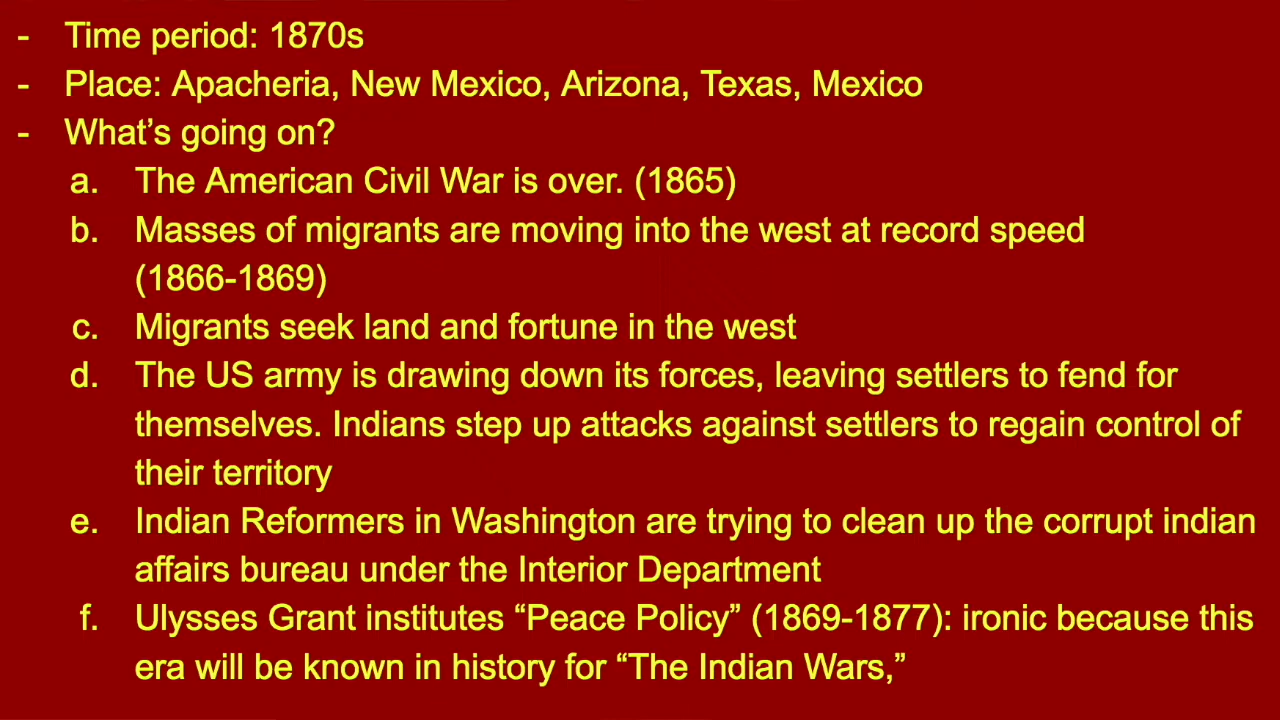 - Time period: 1870s
- Place: Apacheria, New Mexico, Arizona, Texas, Mexico
- What’s going on?
a. The American Civil War is over. (1865)
b. Masses of migrants are moving into the west at record speed
(1866-1869)
c. Migrants seek land and fortune in the west
d. The US army is drawing down its forces, leaving settlers to fend for
themselves. Indians step up attacks against settlers to regain control of
their territory
e. Indian Reformers in Washington are trying to clean up the corrupt indian
affairs bureau under the Interior Department
f. Ulysses Grant institutes “Peace Policy” (1869-1877): ironic because this
era will be known in history for “The Indian Wars,”